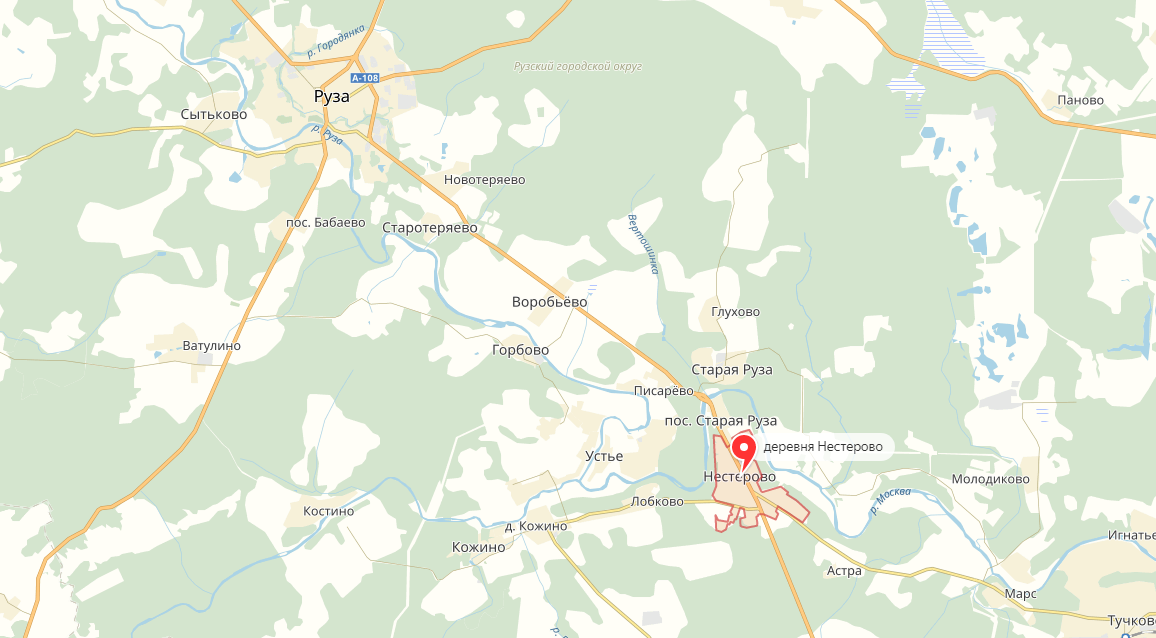 р. Городянка
Рузский городской округ
А-108
Руза
Паново
Сытьково
р. Руза
Новотеряево
пос. Бабаево
Старотеряево
Вертошинка
Воробьёво
Глухово
Ватулино
Горбово
Старая Руза
Писарёво
пос. Старая Руза
деревня Нестерово
Устье
Нестерово
Молодиково
Лобково
р. Москва
Костино
д. Кожино
Игнатье
Кожино
Астра
Марс
Тучково
р.